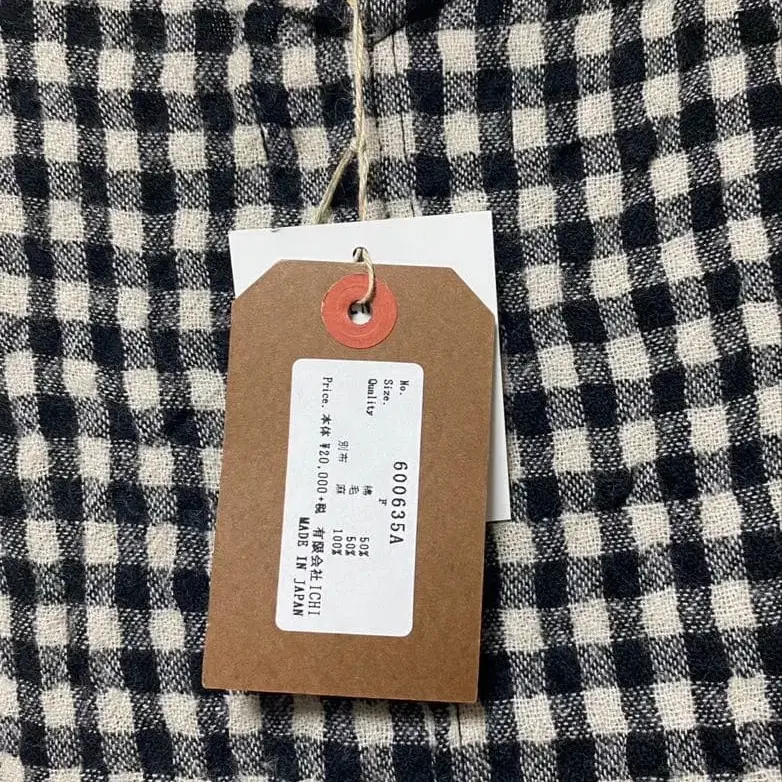 No. 600635A
Size. F
Quality 綿 50%
毛 50%
別布 麻 100%
Price. 本体 ¥20,000+税
有限会社ICHI
MADE IN JAPAN